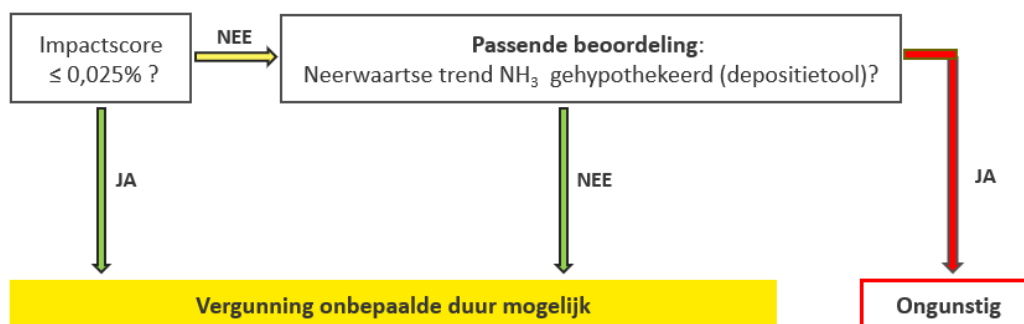 Impactscore
≤ 0,025% ?
NEE
Passende beoordeling:
Neerwaartse trend NH₃ gehypothekeerd (depositietool)?
JA
NEE
JA
Vergunning onbepaalde duur mogelijk
Ongunstig